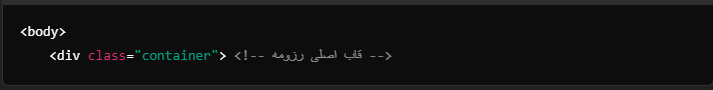 <body>
<div class="container"> <!-- قاب اصلی رزومه -->